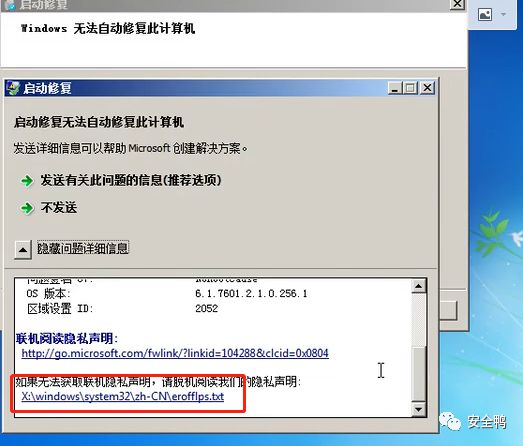 启动修复
Windows 无法自动修复此计算机
启动修复
启动修复无法自动修复此计算机
发送详细信息可以帮助 Microsoft 创建解决方案。
发送有关此问题的信息(推荐选项)
不发送
隐藏问题详细信息
OS 版本: 6.1.7601.2.1.0.256.1
区域设置 ID: 2052
联机阅读隐私声明:
http://go.microsoft.com/fwlink/?linkid=104288&clcid=0x0804
如果无法获取联机隐私声明，请脱机阅读我们的隐私声明:
X:\windows\system32\zh-CN\erofflps.txt
安全鸭